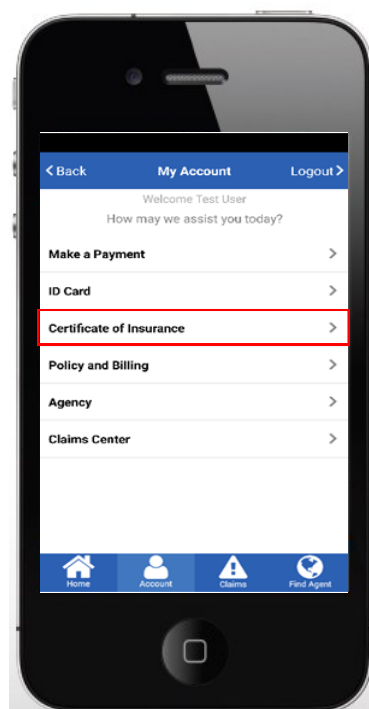 Back My Account Logout
Welcome Test User
How may we assist you today?
Make a Payment
ID Card
Certificate of Insurance
Policy and Billing
Agency
Claims Center
Home Account Claims Find Agent